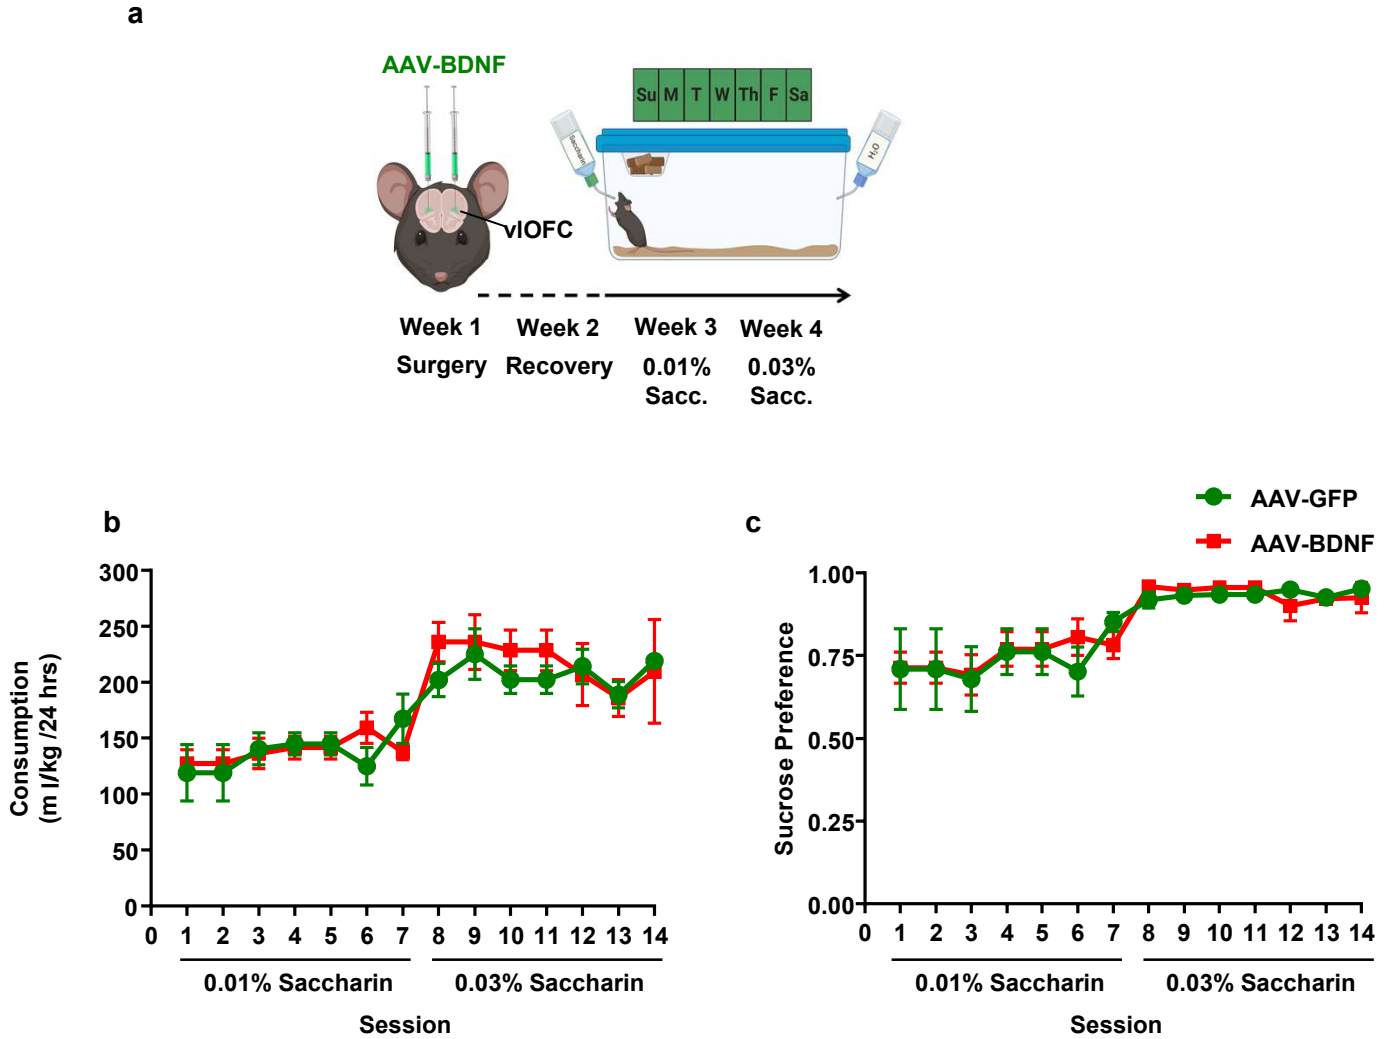 a
AAV-BDNF
Su M T W Th F Sa
Saccharin
H₂O
vlOFC
Week 1 Week 2 Week 3 Week 4
Surgery Recovery 0.01% 0.03%
Sacc. Sacc.
b
c
AAV-GFP
AAV-BDNF
Consumption
(m l/kg /24 hrs)
300
250
200
150
100
50
0
0 1 2 3 4 5 6 7 8 9 10 11 12 13 14
0.01% Saccharin 0.03% Saccharin
Session
Sucrose Preference
1.00
0.75
0.50
0.25
0.00
0 1 2 3 4 5 6 7 8 9 10 11 12 13 14
0.01% Saccharin 0.03% Saccharin
Session